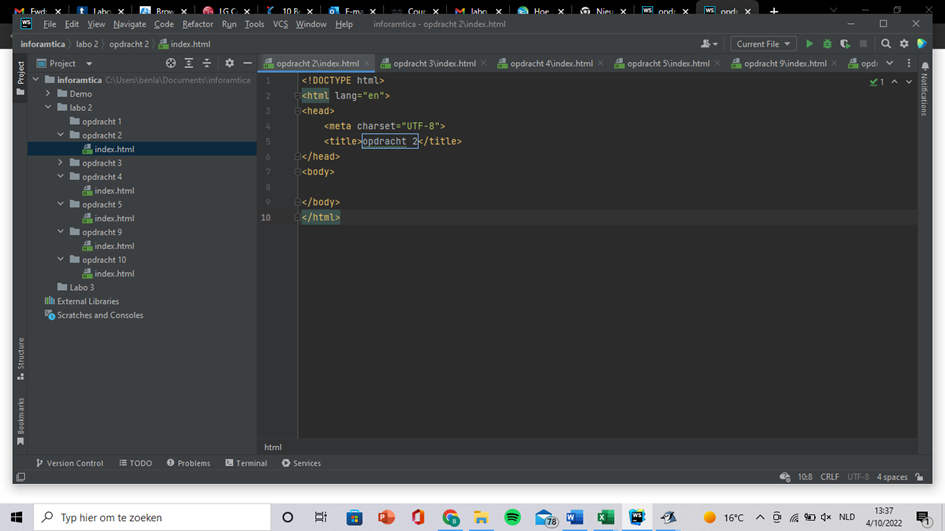 Fwd: labo Brow LG C 10 B E-ma Cour labo Hoe Nieu opdr opdr
WS File Edit View Navigate Code Refactor Run Tools VCS Window Help inforamtica - opdracht 2\index.html
inforamtica labo 2 opdracht 2 index.html Current File
Project opdracht 2\index.html opdracht 3\index.html opdracht 4\index.html opdracht 5\index.html opdracht 9\index.html
Project
Structure
Bookmarks
Notifications
inforamtica C:\Users\benla\Documents\inforamtica
Demo
labo 2
opdracht 1
opdracht 2
index.html
opdracht 3
opdracht 4
index.html
opdracht 5
index.html
opdracht 9
index.html
opdracht 10
index.html
Labo 3
External Libraries
Scratches and Consoles
1 <!DOCTYPE html>
2 <html lang="en">
3 <head>
4 <meta charset="UTF-8">
5 <title>opdracht 2</title>
6 </head>
7 <body>
8
9 </body>
10 </html>
1
html
Version Control TODO Problems Terminal Services
10:8 CRLF UTF-8 4 spaces
Typ hier om te zoeken 78 16°C NLD 13:37
4/10/2022 1